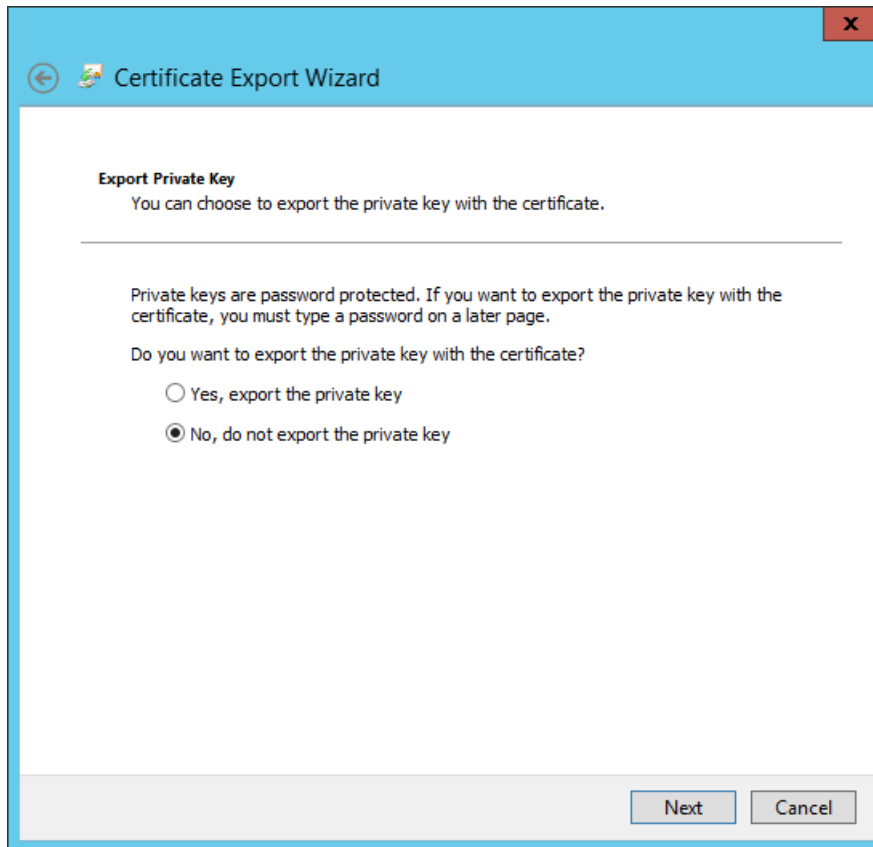 x
Certificate Export Wizard
Export Private Key
You can choose to export the private key with the certificate.
Private keys are password protected. If you want to export the private key with the
certificate, you must type a password on a later page.
Do you want to export the private key with the certificate?
Yes, export the private key
No, do not export the private key
Next
Cancel